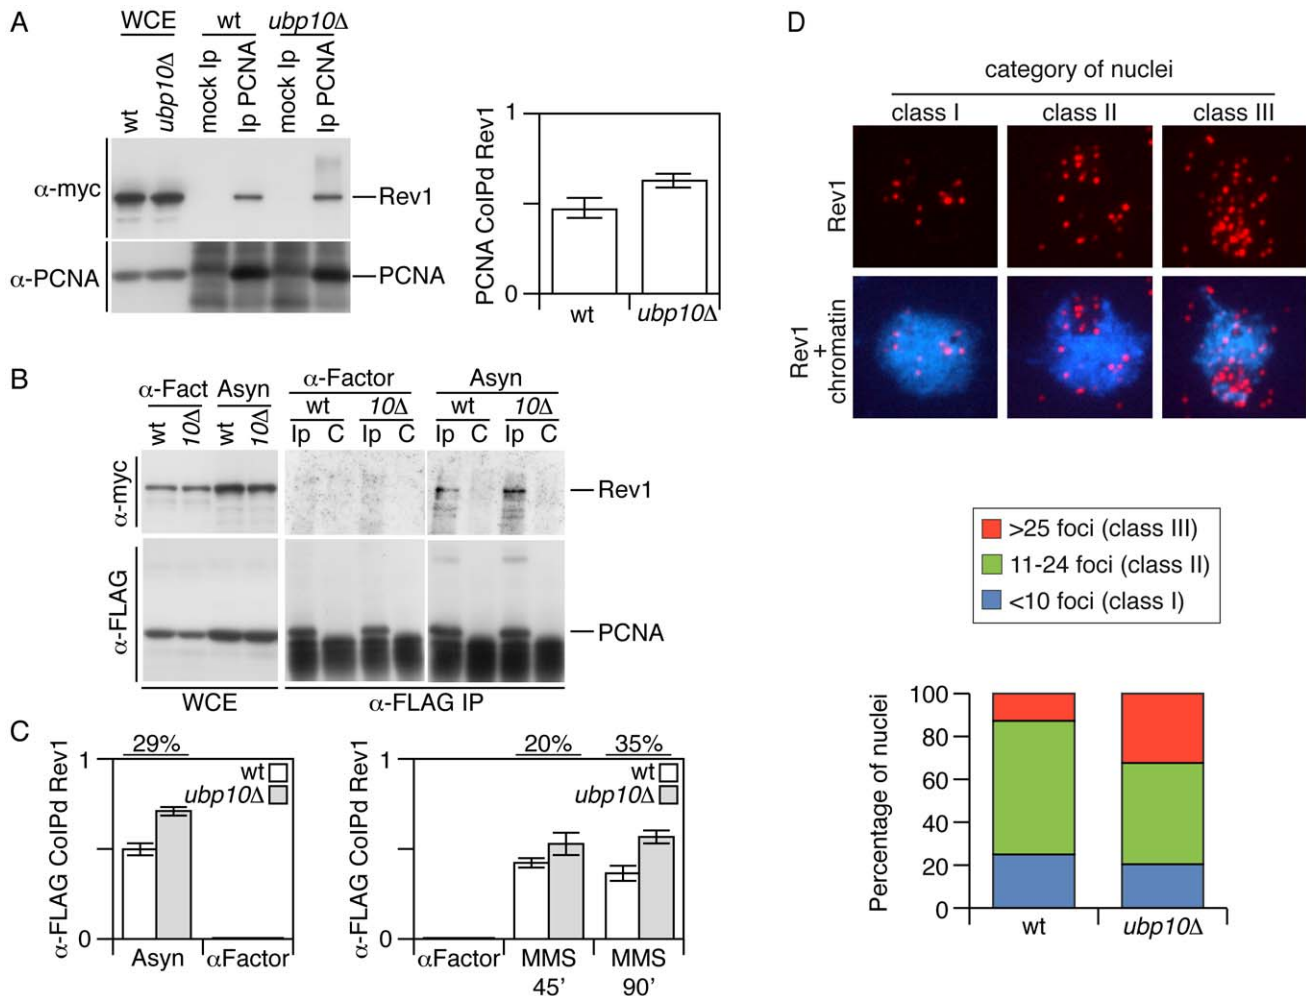 A
WCE
wt
ubp10Δ
wt
ubp10Δ
mock Ip
Ip PCNA
mock Ip
Ip PCNA
α-myc
Rev1
α-PCNA
PCNA
PCNA CoIPd Rev1
1
0
wt
ubp10Δ
B
α-Fact
Asyn
wt
10Δ
wt
10Δ
α-Factor
Asyn
wt
10Δ
wt
10Δ
Ip
C
Ip
C
Ip
C
Ip
C
α-myc
Rev1
α-FLAG
PCNA
WCE
α-FLAG IP
C
α-FLAG CoIPd Rev1
1
0
29%
wt
ubp10Δ
Asyn
αFactor
α-FLAG CoIPd Rev1
1
0
20%
35%
wt
ubp10Δ
αFactor
MMS
45’
MMS
90’
D
category of nuclei
class I
class II
class III
Rev1
Rev1
+
chromatin
>25 foci (class III)
11-24 foci (class II)
<10 foci (class I)
Percentage of nuclei
100
80
60
40
20
0
wt
ubp10Δ